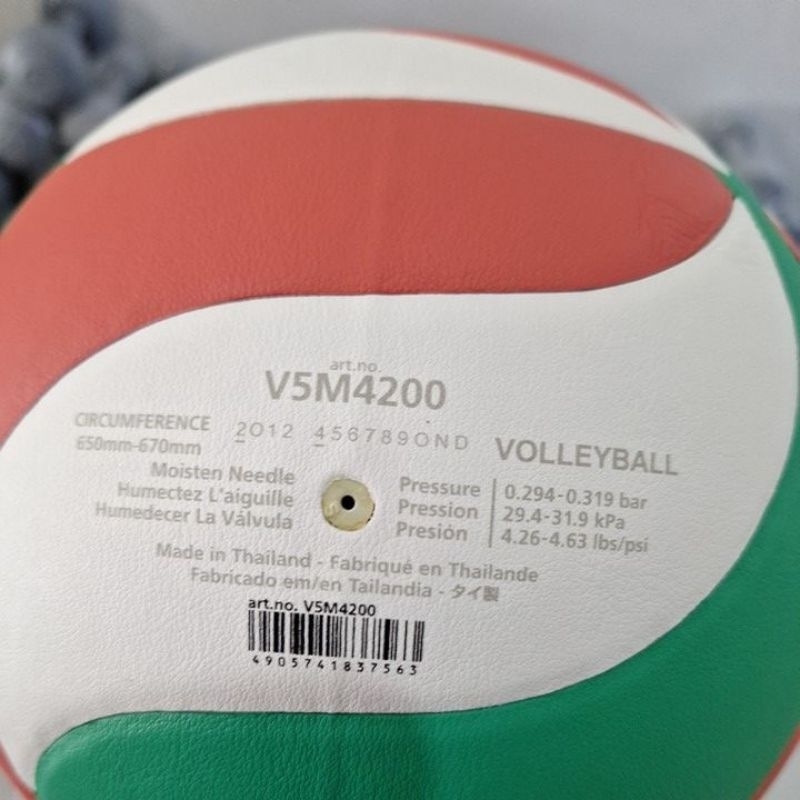 art.no.
V5M4200
CIRCUMFERENCE
650mm-670mm
2012 456789OND
VOLLEYBALL
Moisten Needle
Humectez L'aiguille
Humedecer La Válvula
Pressure
Pression
Presión
0.294-0.319 bar
29.4-31.9 kPa
4.26-4.63 lbs/psi
Made in Thailand - Fabriqué en Thailande
Fabricado em/en Tailandia - タイ製
art.no. V5M4200
4905741837563